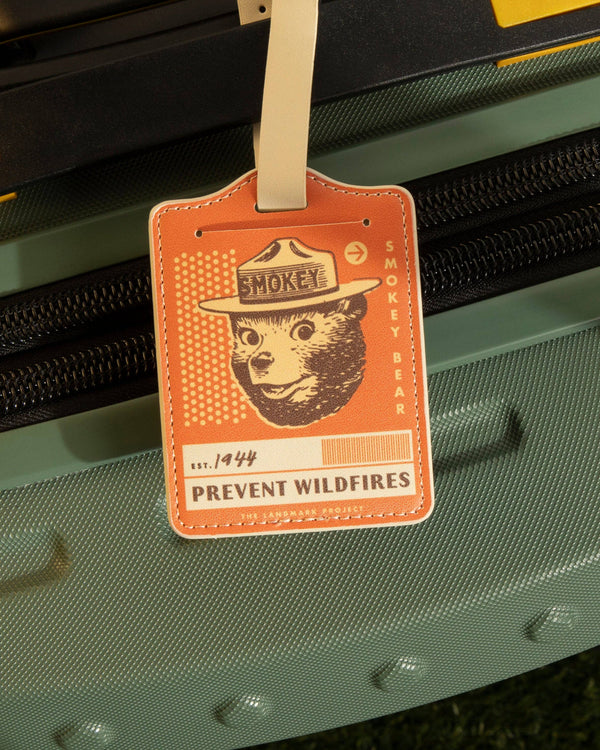 SMOKEY
SMOKEY BEAR
EST. 1944
PREVENT WILDFIRES
THE LANDMARK PROJECT